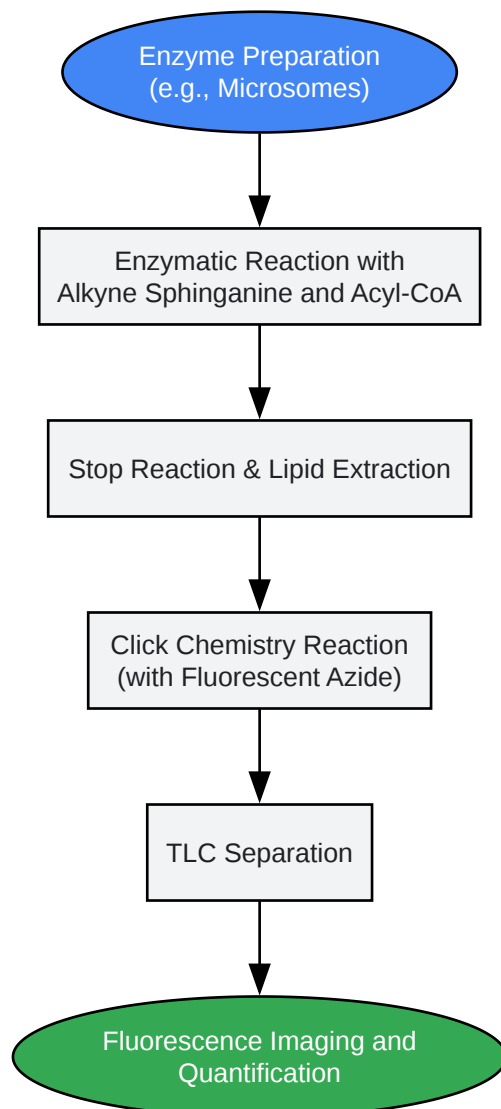 Enzyme Preparation
(e.g., Microsomes)
Enzymatic Reaction with
Alkyne Sphinganine and Acyl-CoA
Stop Reaction & Lipid Extraction
Click Chemistry Reaction
(with Fluorescent Azide)
TLC Separation
Fluorescence Imaging and
Quantification